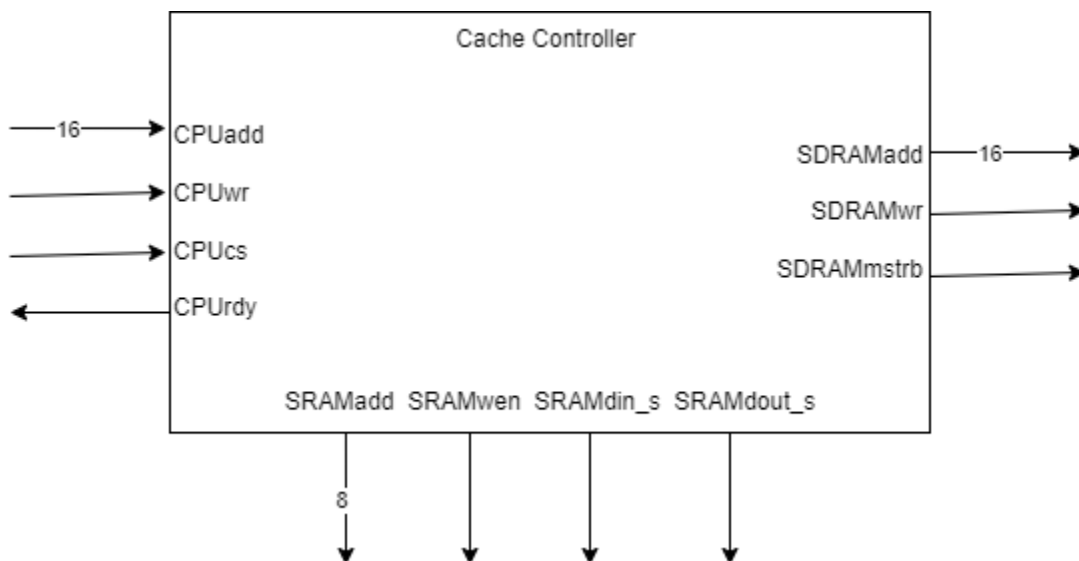 Cache Controller
16
CPUadd
CPUwr
CPUcs
CPUrdy
SDRAMadd
16
SDRAMwr
SDRAMmstrb
SRAMadd SRAMwen SRAMdin_s SRAMdout_s
8